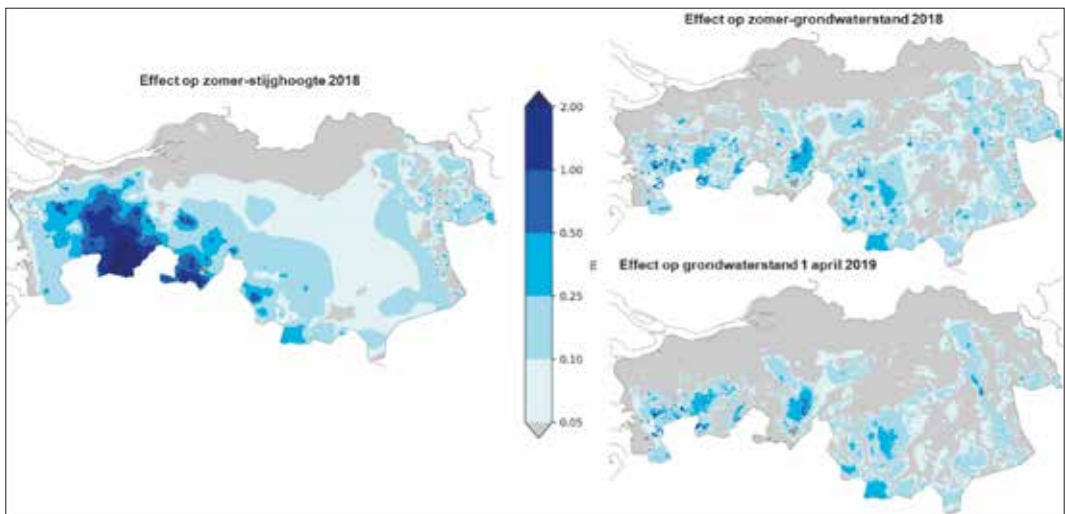 Effect op zomer-stijghoogte 2018
2.00
1.00
0.50
0.25
0.10
0.05
E
Effect op zomer-grondwaterstand 2018
Effect op grondwaterstand 1 april 2019